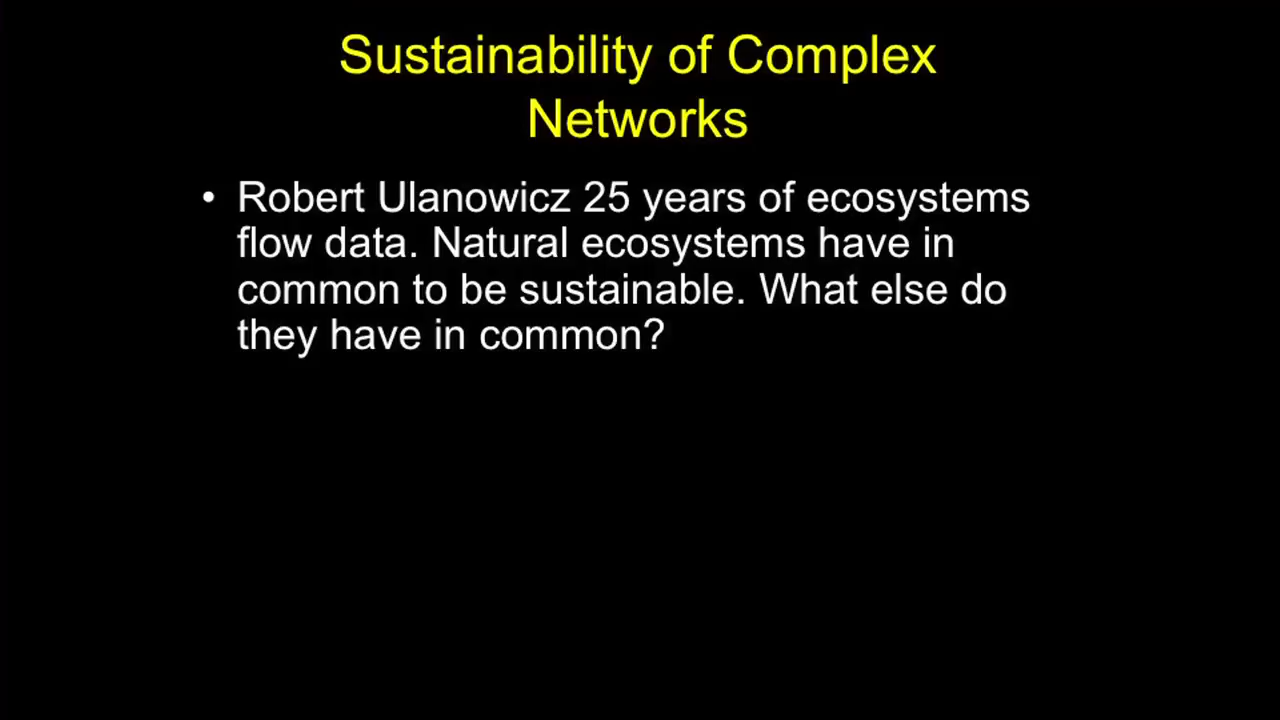 Sustainability of Complex
Networks
• Robert Ulanowicz 25 years of ecosystems
flow data. Natural ecosystems have in
common to be sustainable. What else do
they have in common?